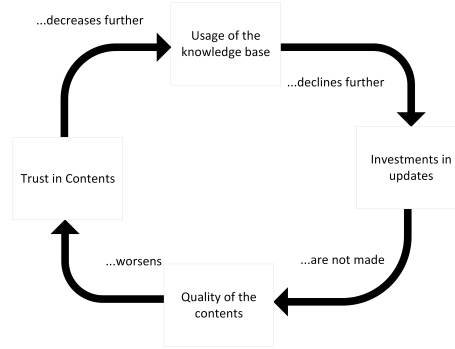 ...decreases further
Usage of the
knowledge base
...declines further
Trust in Contents
Investments in
updates
...worsens
...are not made
Quality of the
contents